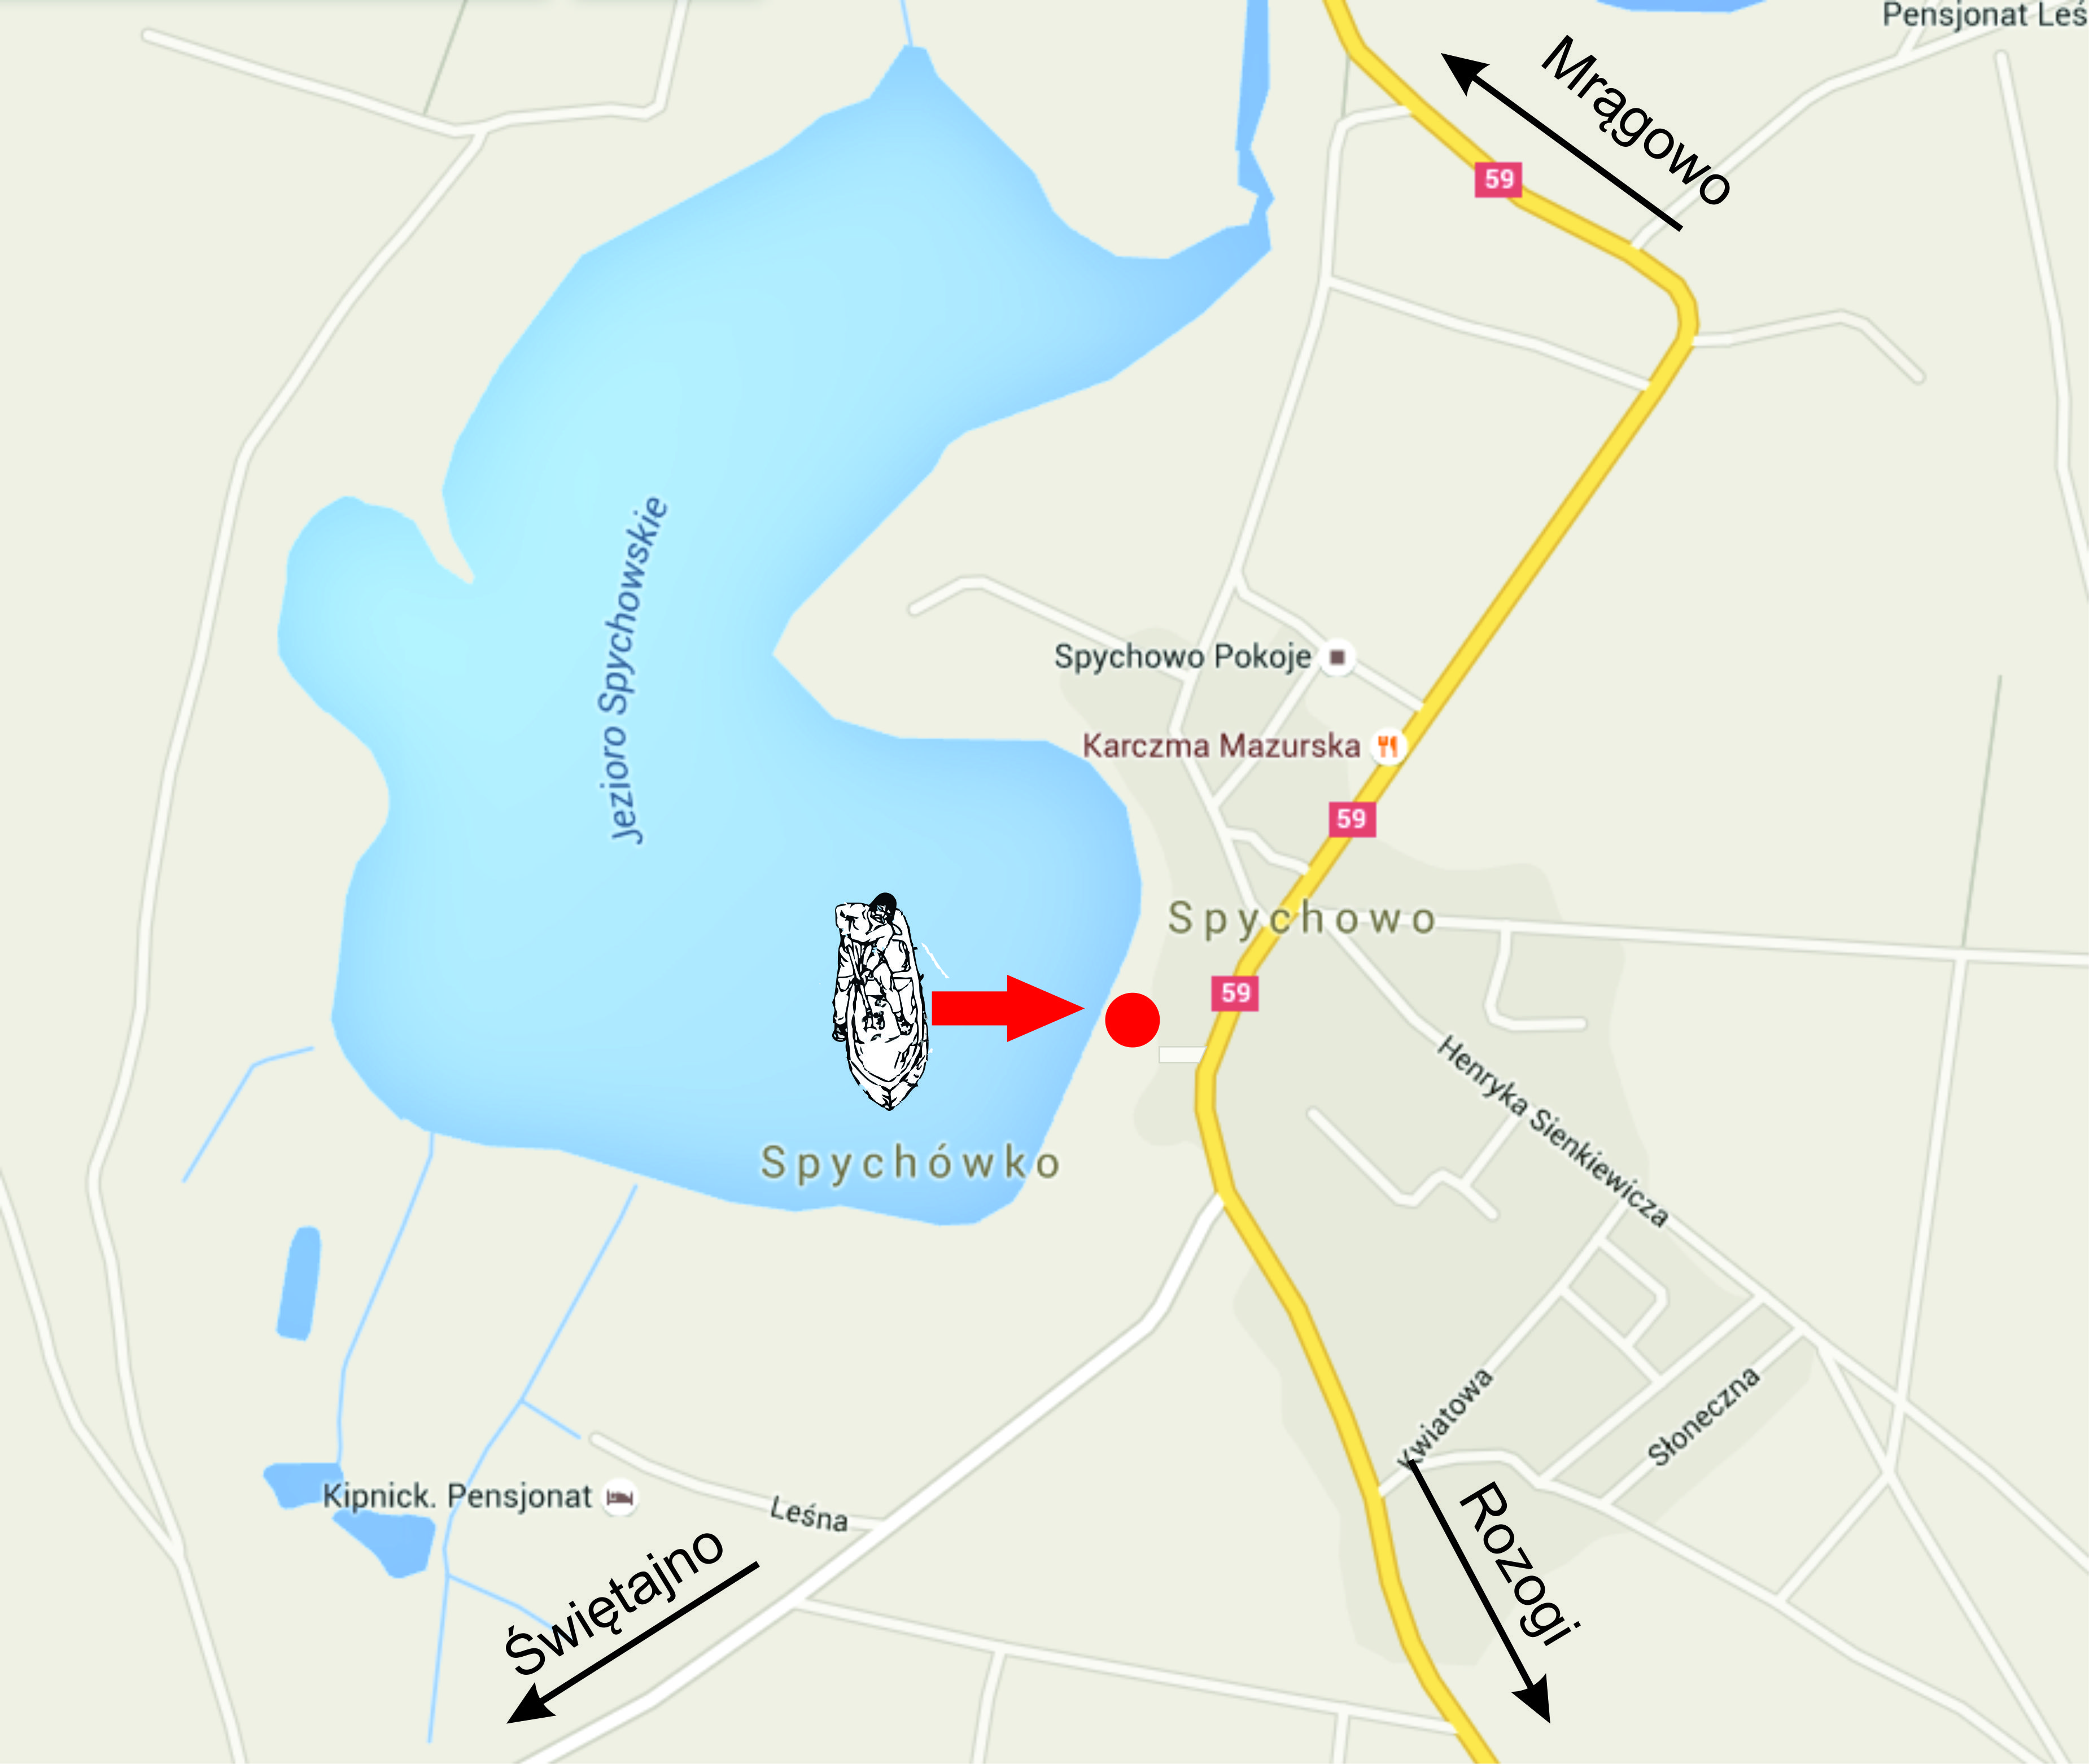 Pensjonat Leś
Mrągowo
59
jezioro Spychowskie
Spychowo Pokoje
Karczma Mazurska
59
Spychowo
59
Henryka Sienkiewicza
Spychówko
Kwiatowa
Słoneczna
Kipnick. Pensjonat
Leśna
Rozogi
Świętajno